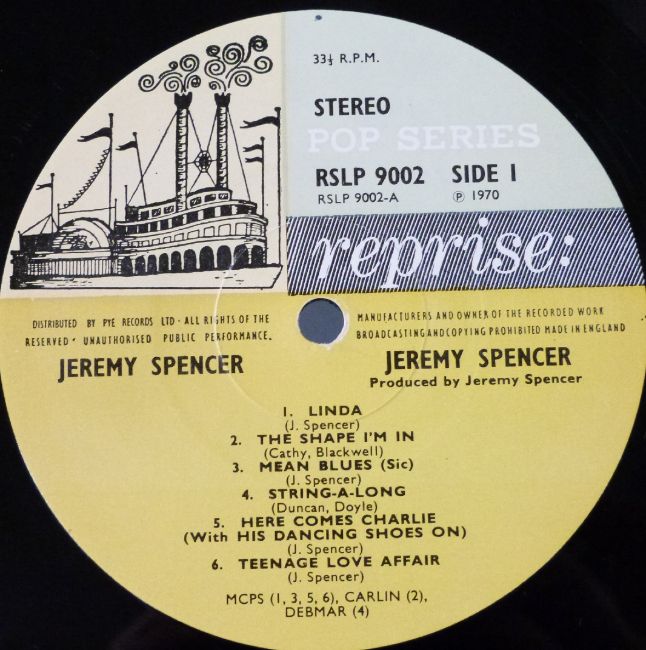 33⅓ R.P.M.
STEREO
POP SERIES
RSLP 9002 SIDE 1
RSLP 9002-A ℗ 1970
reprise:
DISTRIBUTED BY PYE RECORDS LTD · ALL RIGHTS OF THE
RESERVED · UNAUTHORISED PUBLIC PERFORMANCE.
MANUFACTURERS AND OWNER OF THE RECORDED WORK
BROADCASTING AND COPYING PROHIBITED MADE IN ENGLAND
JEREMY SPENCER
JEREMY SPENCER
Produced by Jeremy Spencer
1. LINDA
(J. Spencer)
2. THE SHAPE I'M IN
(Cathy, Blackwell)
3. MEAN BLUES (Sic)
(J. Spencer)
4. STRING-A-LONG
(Duncan, Doyle)
5. HERE COMES CHARLIE
(With HIS DANCING SHOES ON)
(J. Spencer)
6. TEENAGE LOVE AFFAIR
(J. Spencer)
MCPS (1, 3, 5, 6), CARLIN (2),
DEBMAR (4)